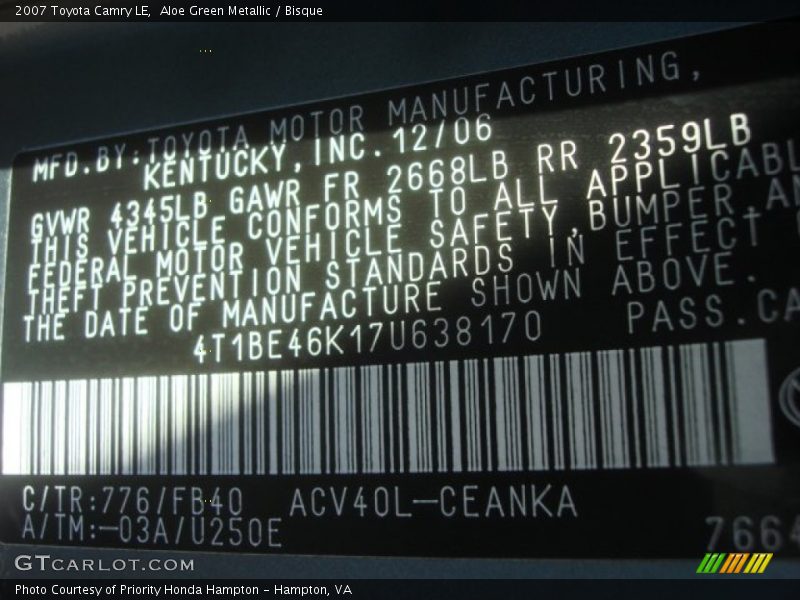 2007 Toyota Camry LE,  Aloe Green Metallic / Bisque
MFD.BY:TOYOTA MOTOR MANUFACTURING,
KENTUCKY,INC.12/06
GVWR 4345LB GAWR FR 2668LB RR 2359LB
THIS VEHICLE CONFORMS TO ALL APPLICABL
FEDERAL MOTOR VEHICLE SAFETY,BUMPER,AN
THEFT PREVENTION STANDARDS IN EFFECT
THE DATE OF MANUFACTURE SHOWN ABOVE.
4T1BE46K17U638170 PASS.CA
C/TR:776/FB40 ACV40L-CEANKA
A/TM:-03A/U250E
7664
GTCARLOT.COM
Photo Courtesy of Priority Honda Hampton - Hampton, VA